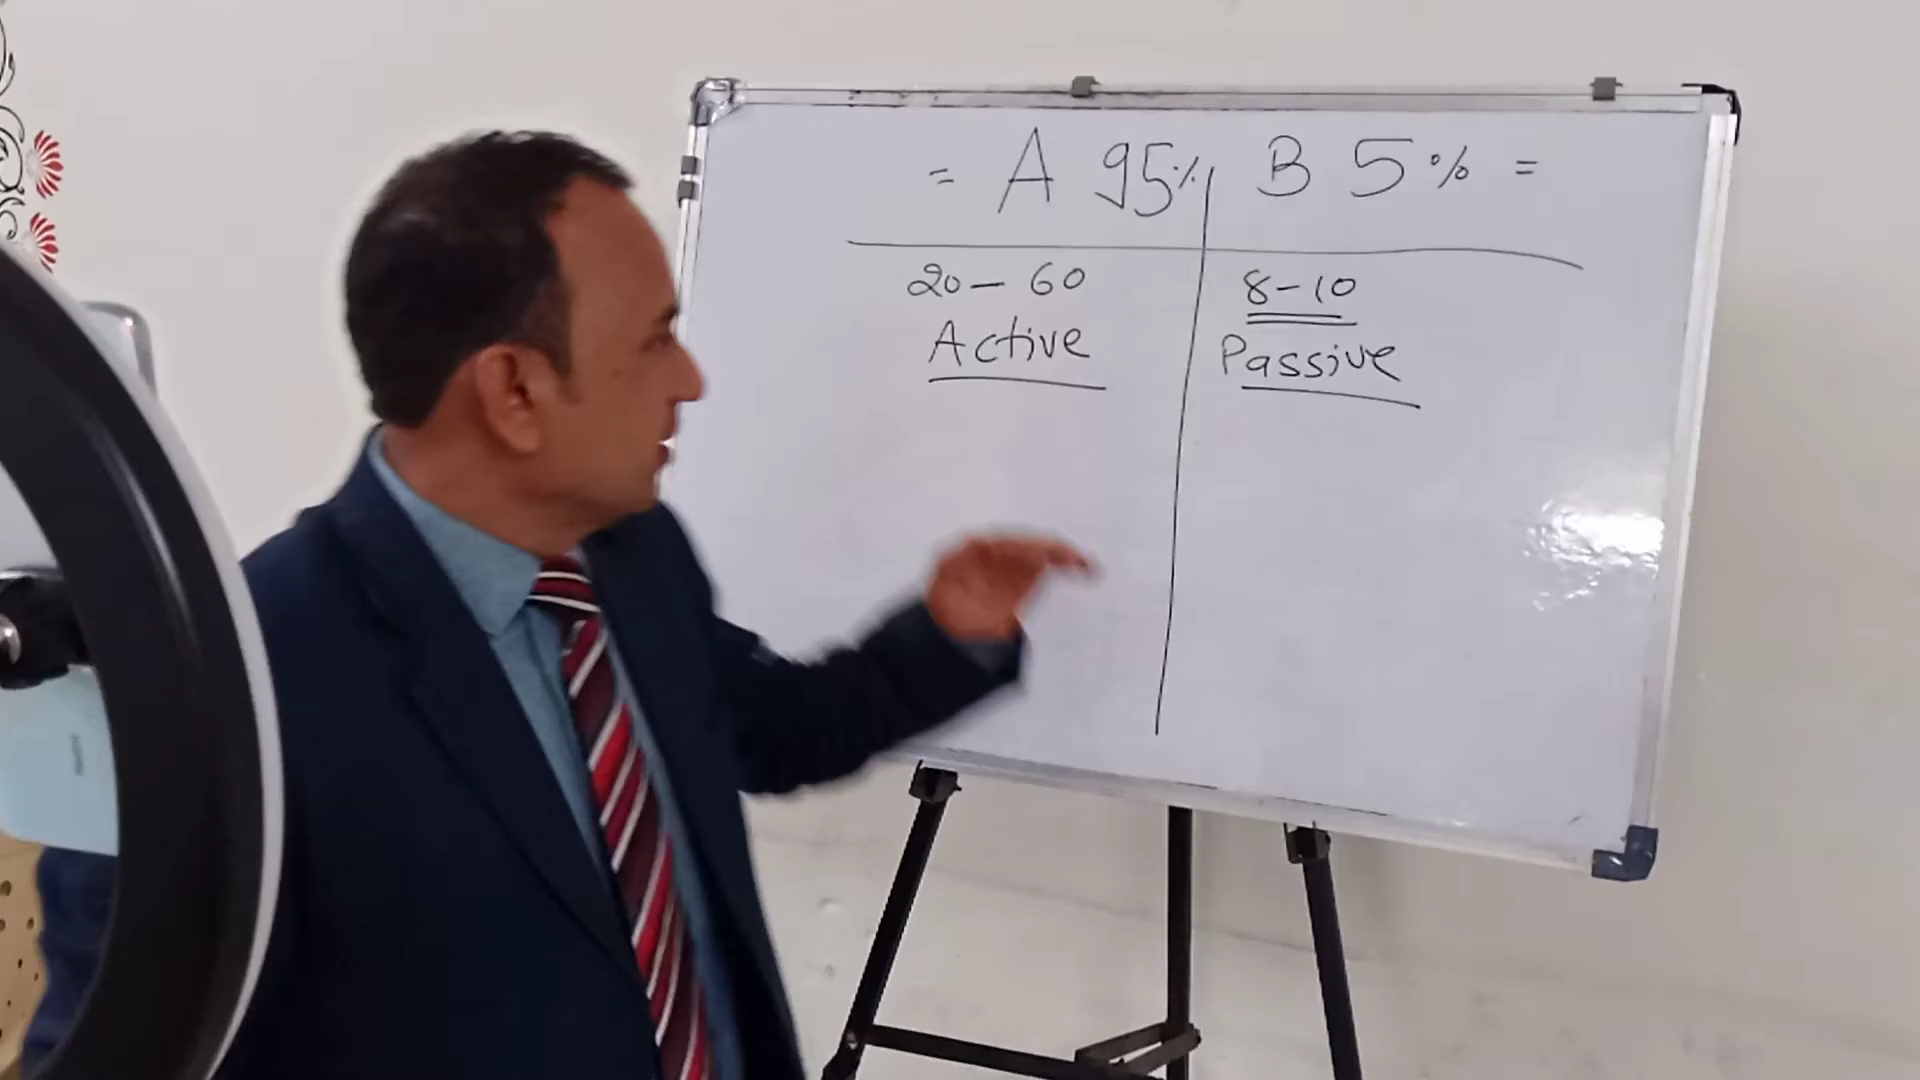 = A 95% B 5% =
20 – 60
Active
8 – 10
Passive